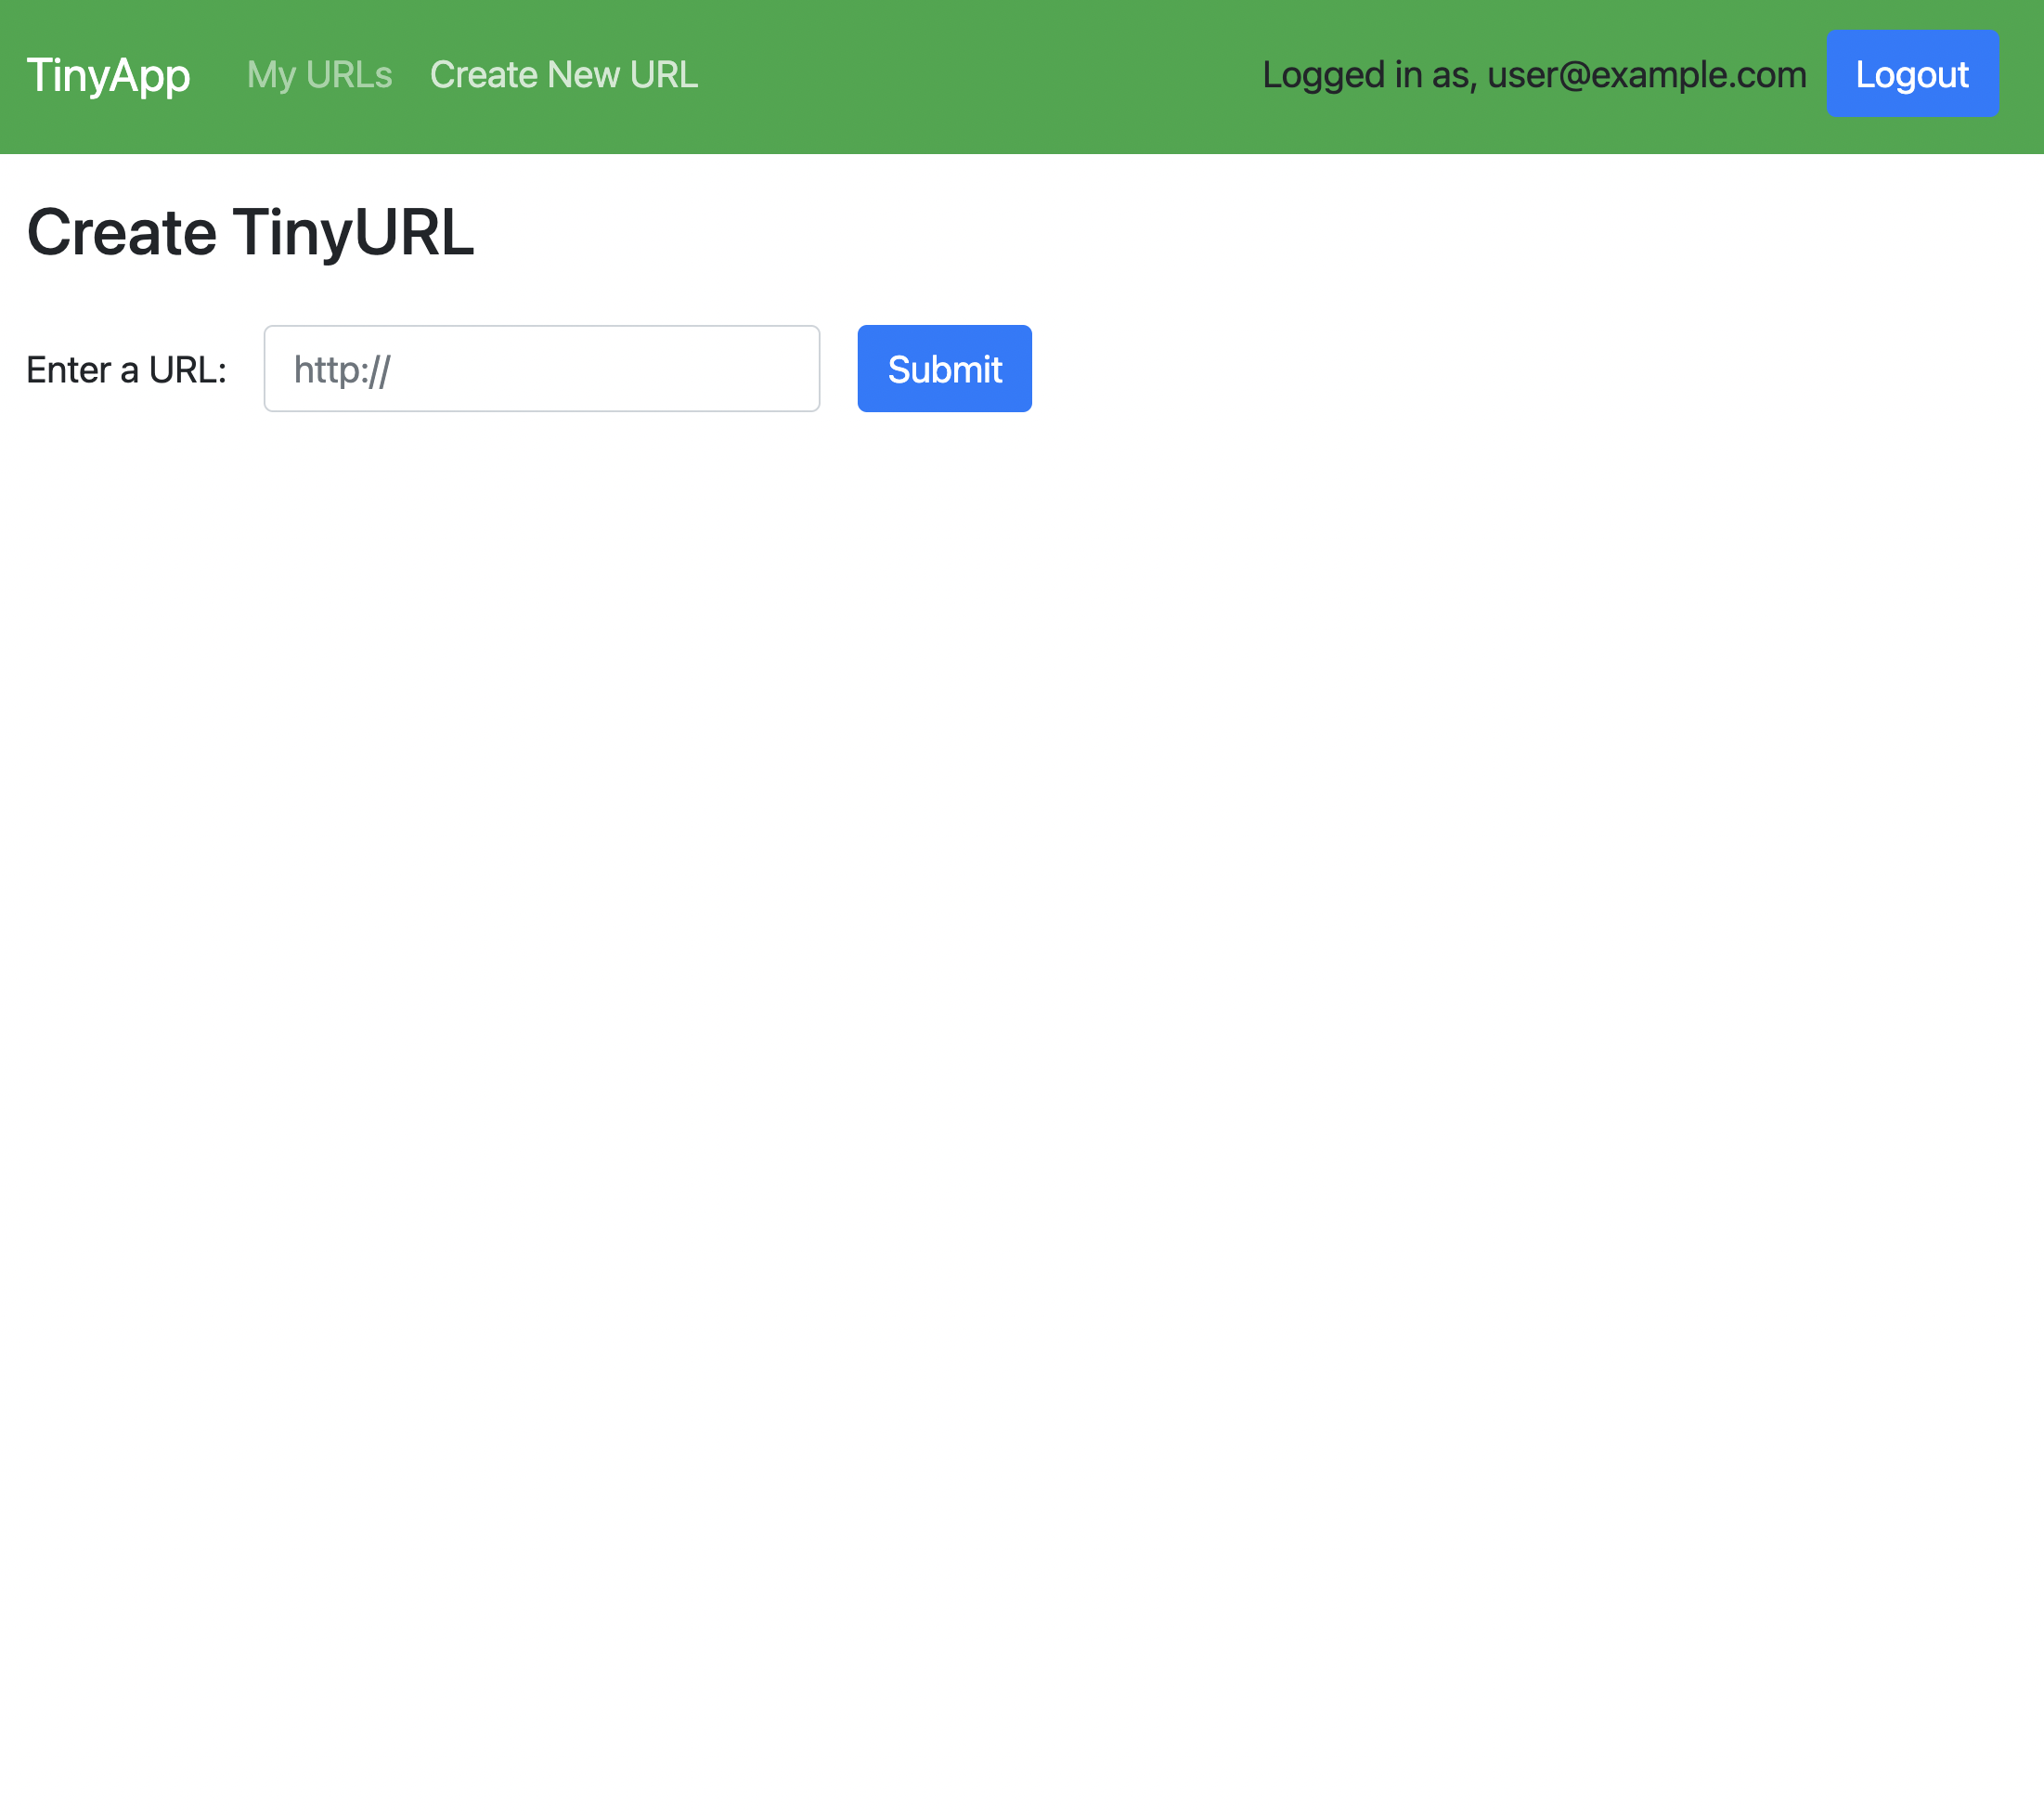 TinyApp My URLs Create New URL Logged in as, user@example.com Logout
Create TinyURL
Enter a URL: http:// Submit